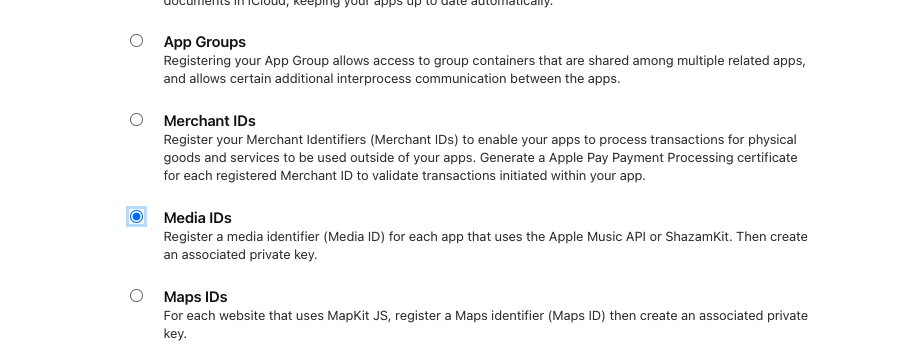 documents in iCloud, keeping your apps up to date automatically.
App Groups
Registering your App Group allows access to group containers that are shared among multiple related apps,
and allows certain additional interprocess communication between the apps.
Merchant IDs
Register your Merchant Identifiers (Merchant IDs) to enable your apps to process transactions for physical
goods and services to be used outside of your apps. Generate a Apple Pay Payment Processing certificate
for each registered Merchant ID to validate transactions initiated within your app.
Media IDs
Register a media identifier (Media ID) for each app that uses the Apple Music API or ShazamKit. Then create
an associated private key.
Maps IDs
For each website that uses MapKit JS, register a Maps identifier (Maps ID) then create an associated private
key.